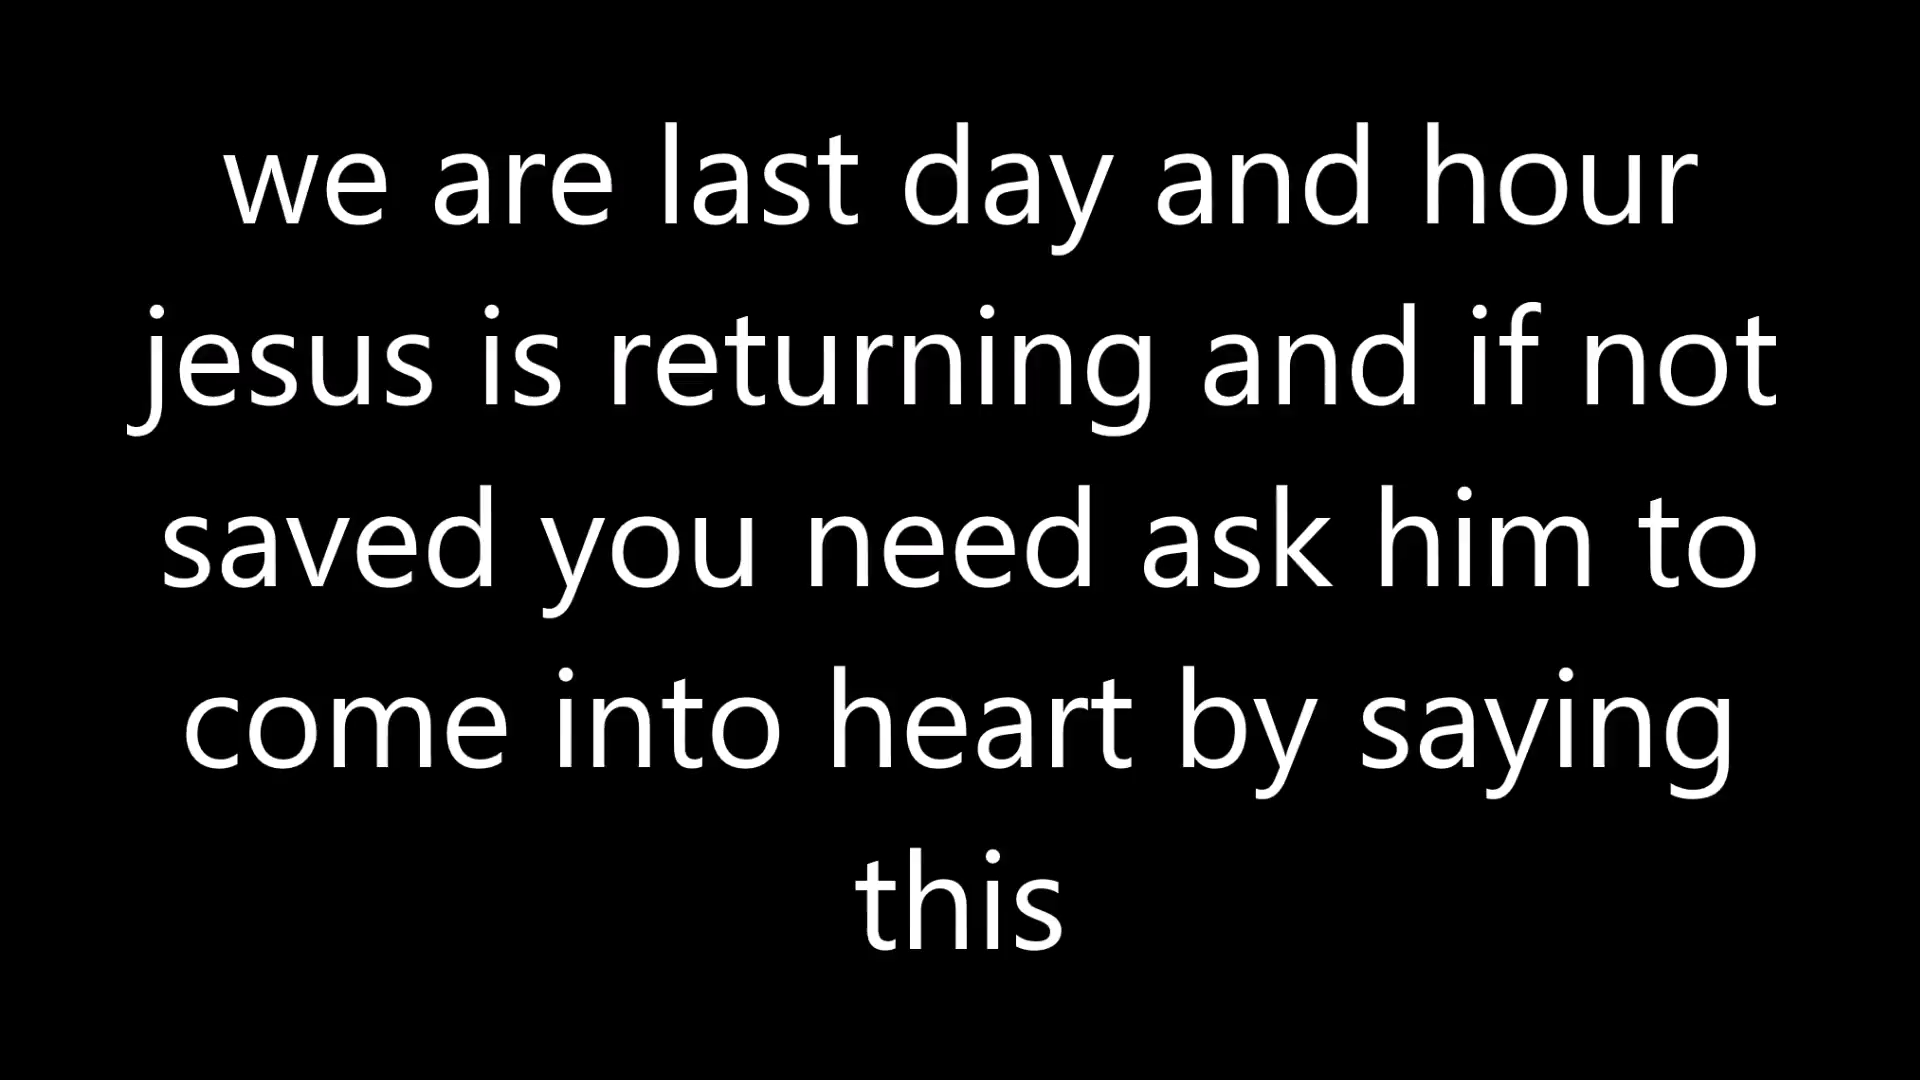 we are last day and hour
jesus is returning and if not
saved you need ask him to
come into heart by saying
this